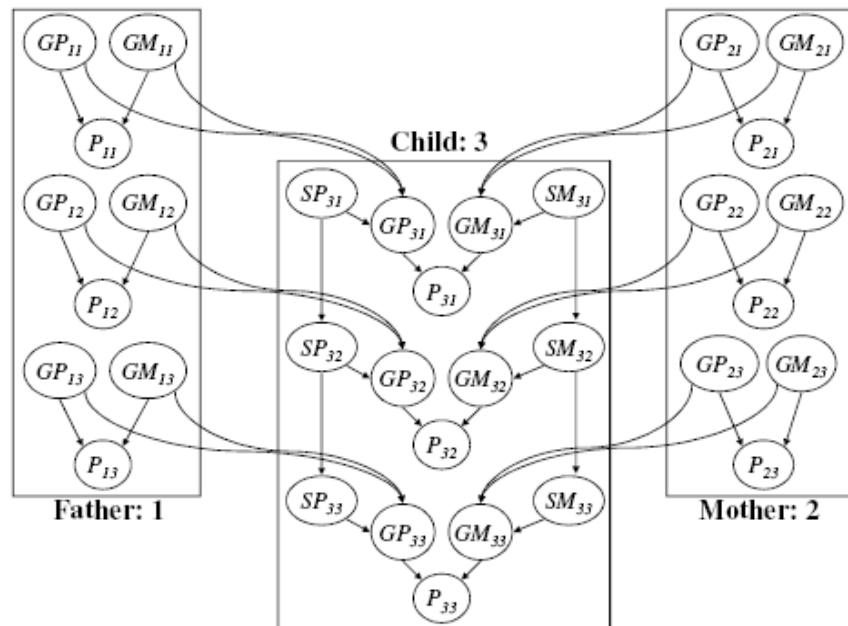 GP11 GM11
P11
GP12 GM12
P12
GP13 GM13
P13
Father: 1
Child: 3
SP31 SM31
GP31 GM31
P31
SP32 SM32
GP32 GM32
P32
SP33 SM33
GP33 GM33
P33
GP21 GM21
P21
GP22 GM22
P22
GP23 GM23
P23
Mother: 2